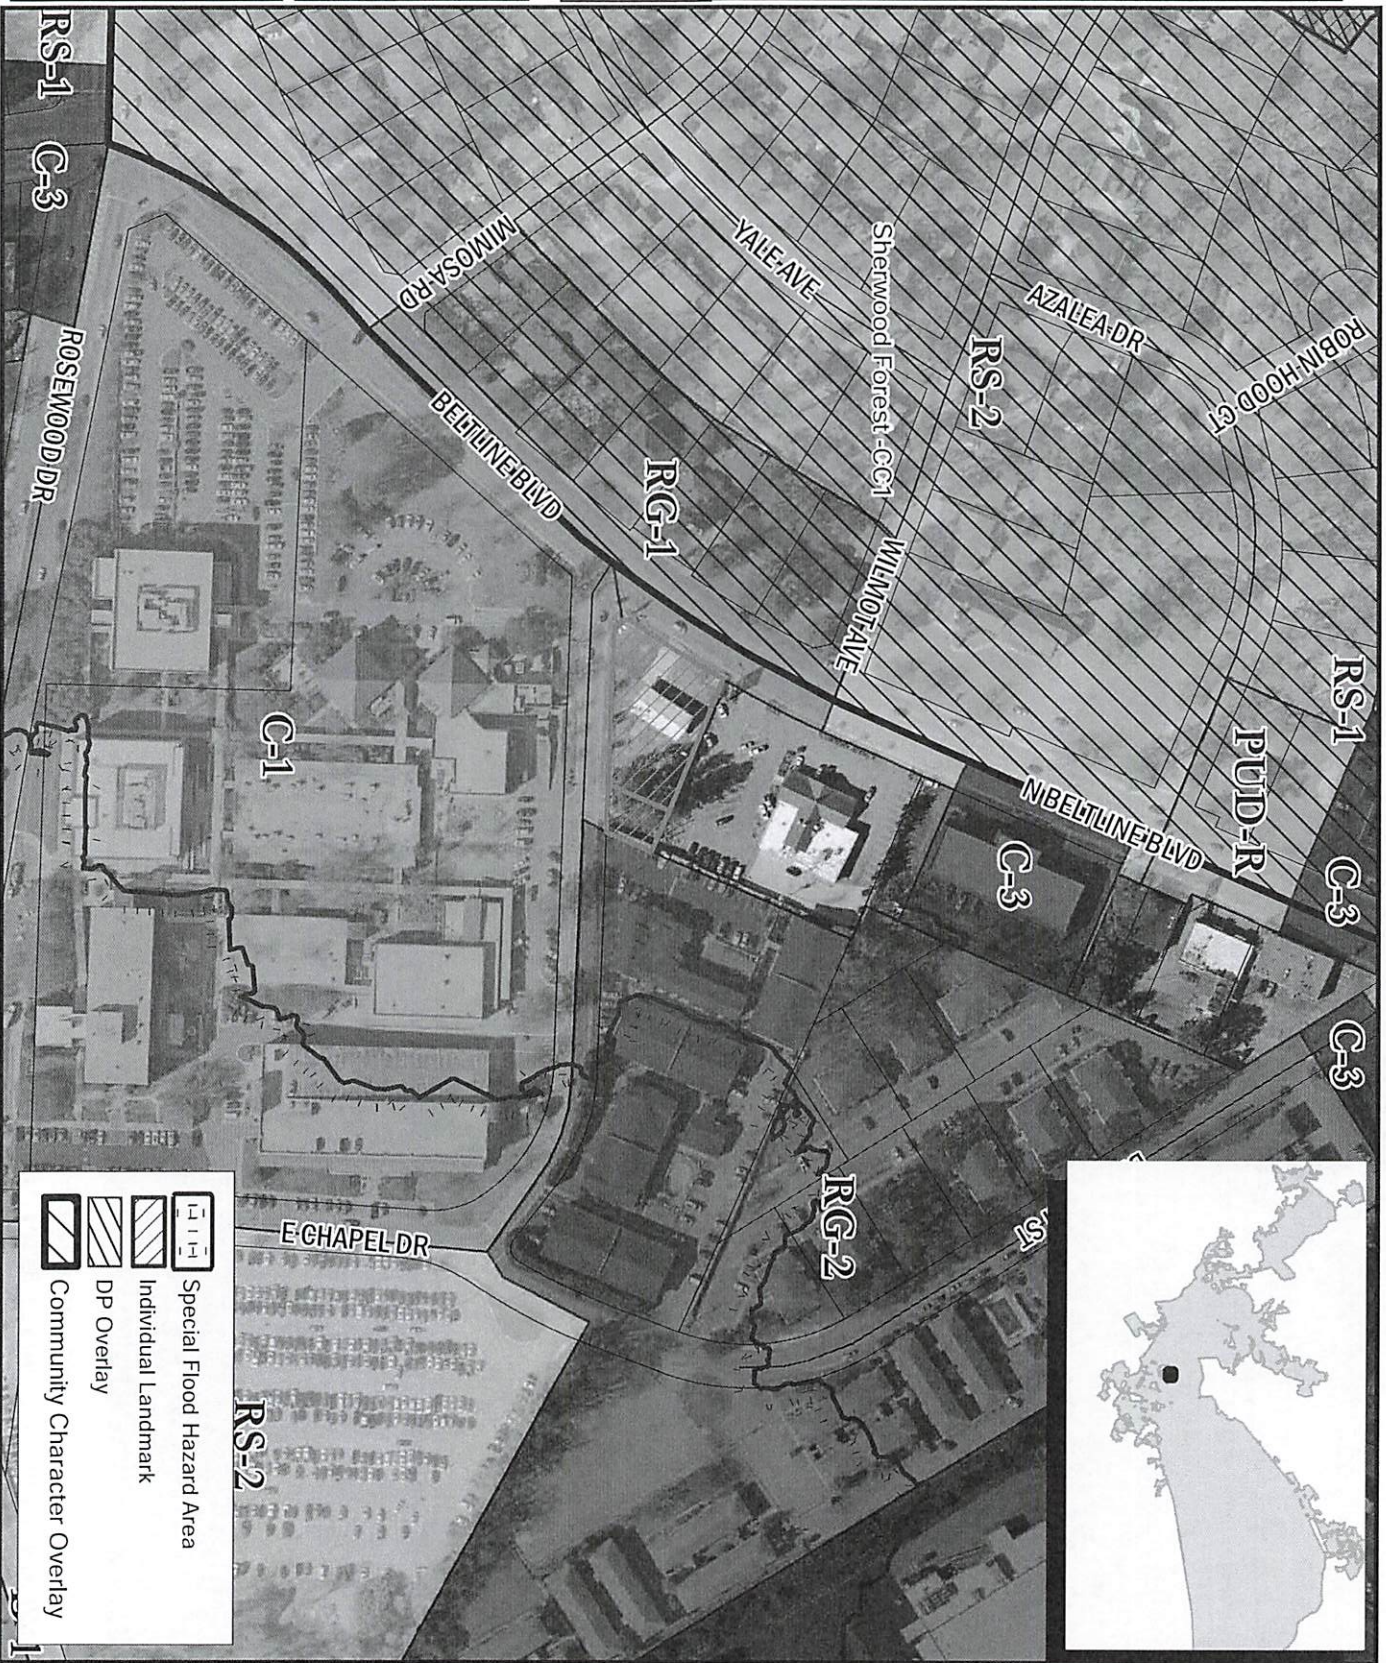 RS-1
C-3
ROSEWOOD DR
MIMOSA RD
YALE AVE
Sherwood Forest -CC1
RS-2
AZALEA DR
ROBIN HOOD CT
BELTLINE BLVD
RG-1
WILMOT AVE
N BELTLINE BLVD
PUD-R
RS-1
C-3
C-3
C-3
C-1
RG-2
ST
E CHAPEL DR
RS-2
Special Flood Hazard Area
Individual Landmark
DP Overlay
Community Character Overlay